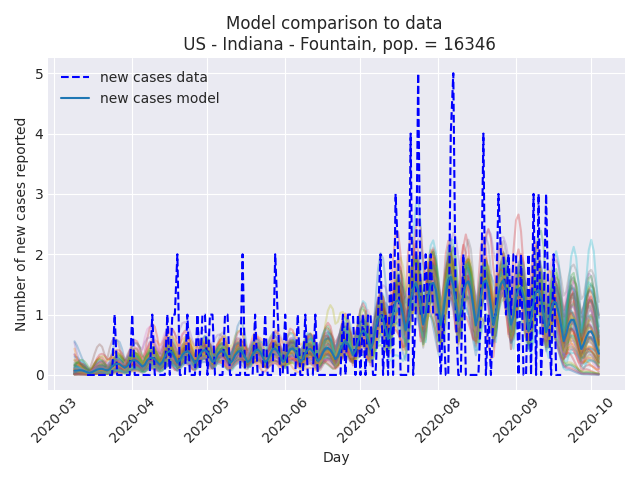 Model comparison to data
US - Indiana - Fountain, pop. = 16346
new cases data
new cases model
Number of new cases reported
5
4
3
2
1
0
2020-03
2020-04
2020-05
2020-06
2020-07
2020-08
2020-09
2020-10
Day